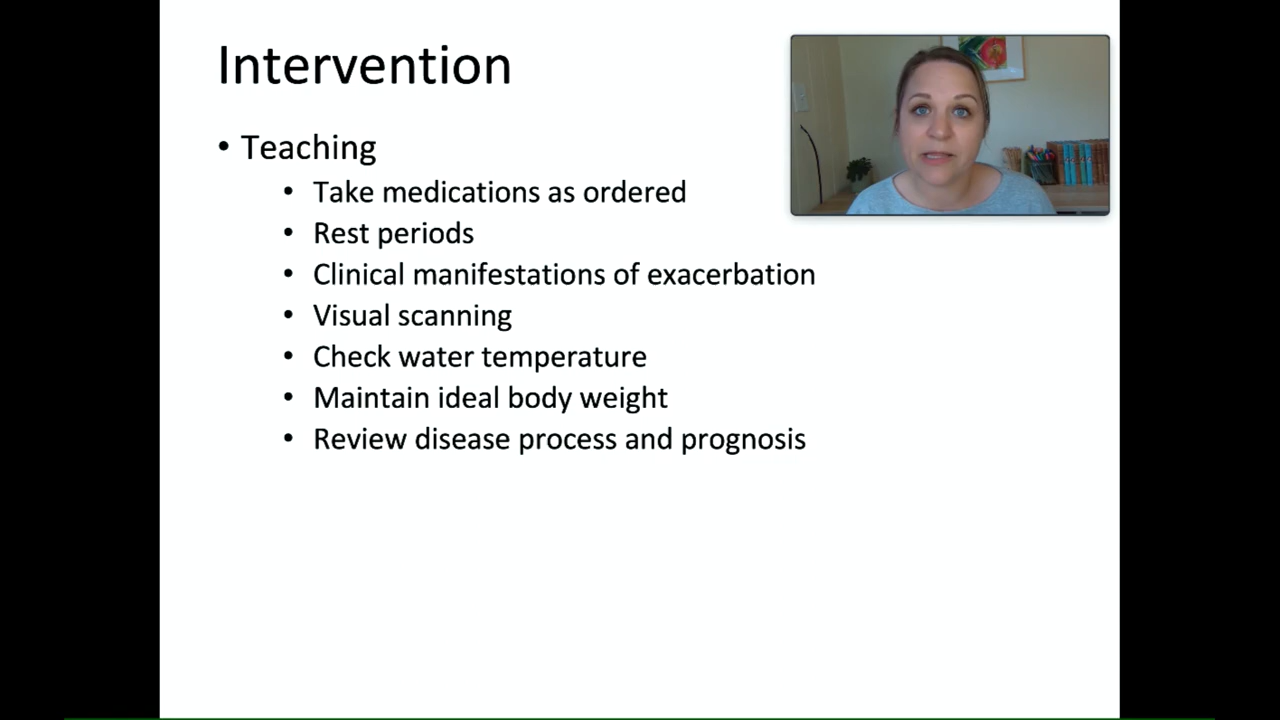 Intervention
• Teaching
• Take medications as ordered
• Rest periods
• Clinical manifestations of exacerbation
• Visual scanning
• Check water temperature
• Maintain ideal body weight
• Review disease process and prognosis